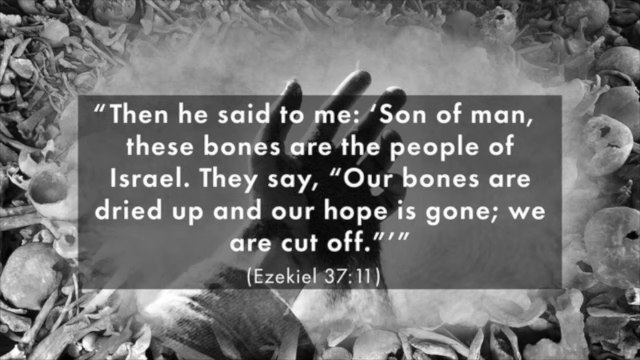 “Then he said to me: ‘Son of man,
these bones are the people of
Israel. They say, “Our bones are
dried up and our hope is gone; we
are cut off.”’”
(Ezekiel 37:11)